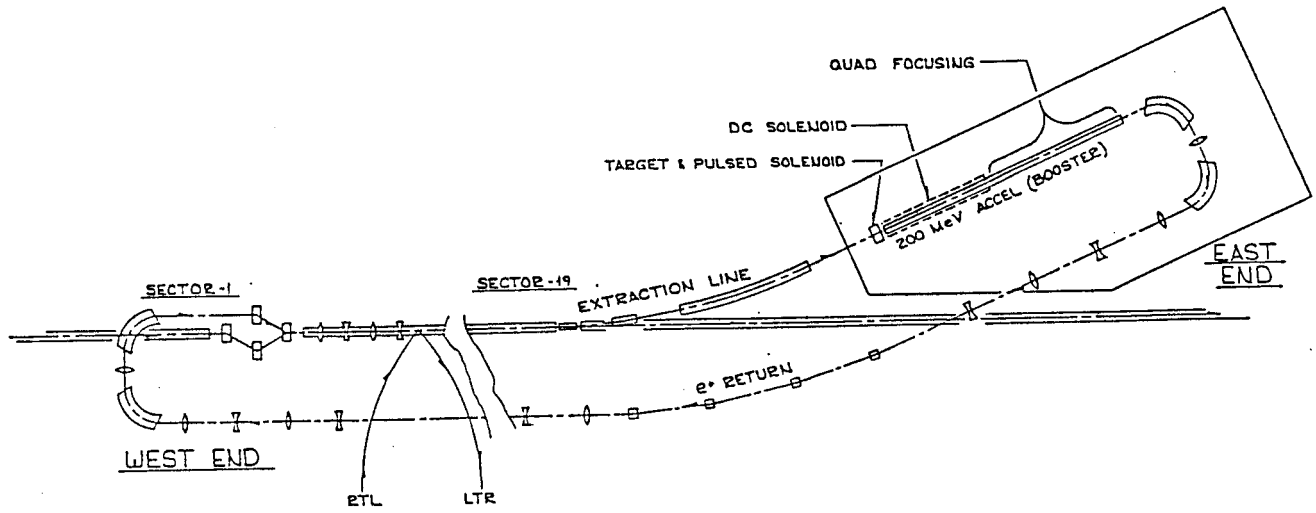 QUAD FOCUSING
DC SOLENOID
TARGET & PULSED SOLENOID
200 MeV ACCEL (BOOSTER)
EAST
END
SECTOR-1
SECTOR-19
EXTRACTION LINE
e+ RETURN
WEST END
RTL
LTR